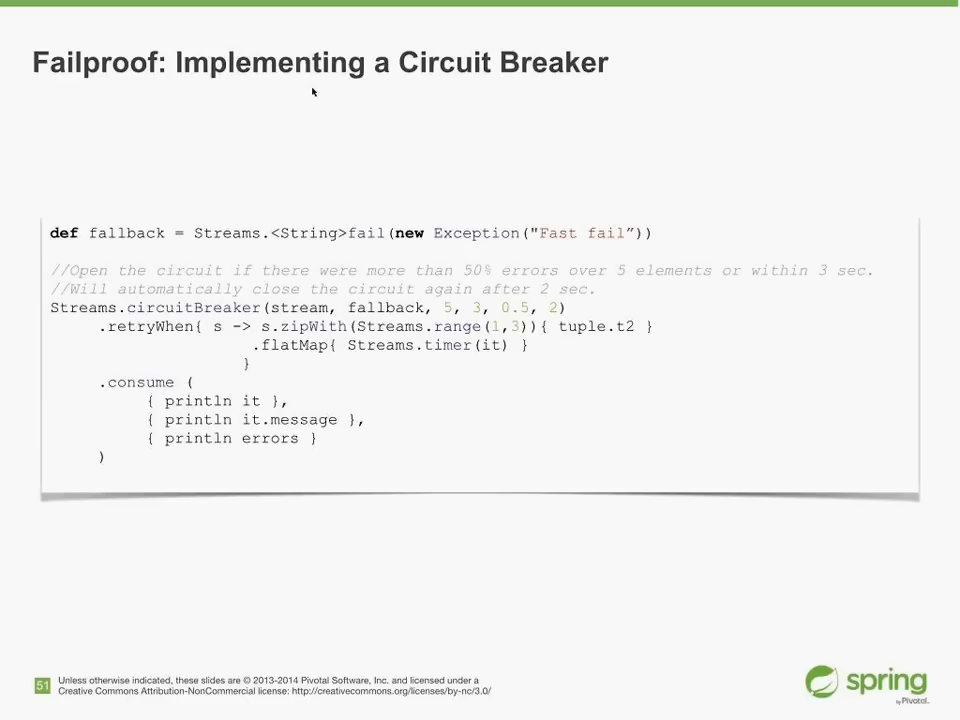 Failproof: Implementing a Circuit Breaker
def fallback = Streams.<String>fail(new Exception("Fast fail”))
//Open the circuit if there were more than 50% errors over 5 elements or within 3 sec.
//Will automatically close the circuit again after 2 sec.
Streams.circuitBreaker(stream, fallback, 5, 3, 0.5, 2)
.retryWhen{ s -> s.zipWith(Streams.range(1,3)){ tuple.t2 }
.flatMap{ Streams.timer(it) }
}
.consume (
{ println it },
{ println it.message },
{ println errors }
)
51
Unless otherwise indicated, these slides are © 2013-2014 Pivotal Software, Inc. and licensed under a
Creative Commons Attribution-NonCommercial license: http://creativecommons.org/licenses/by-nc/3.0/
spring
by Pivotal.